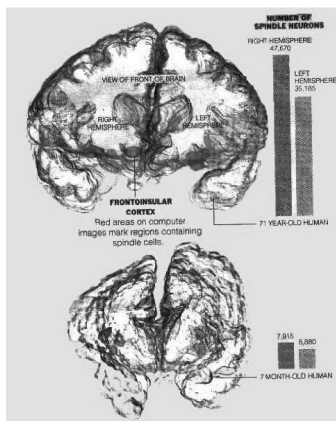 NUMBER OF
SPINDLE NEURONS
RIGHT HEMISPHERE
47,670
LEFT
HEMISPHERE
35,185
VIEW OF FRONT OF BRAIN
RIGHT
HEMISPHERE
LEFT
HEMISPHERE
FRONTOINSULAR
CORTEX
Red areas on computer
images mark regions containing
spindle cells.
71 YEAR-OLD HUMAN
7,915
5,880
7 MONTH-OLD HUMAN